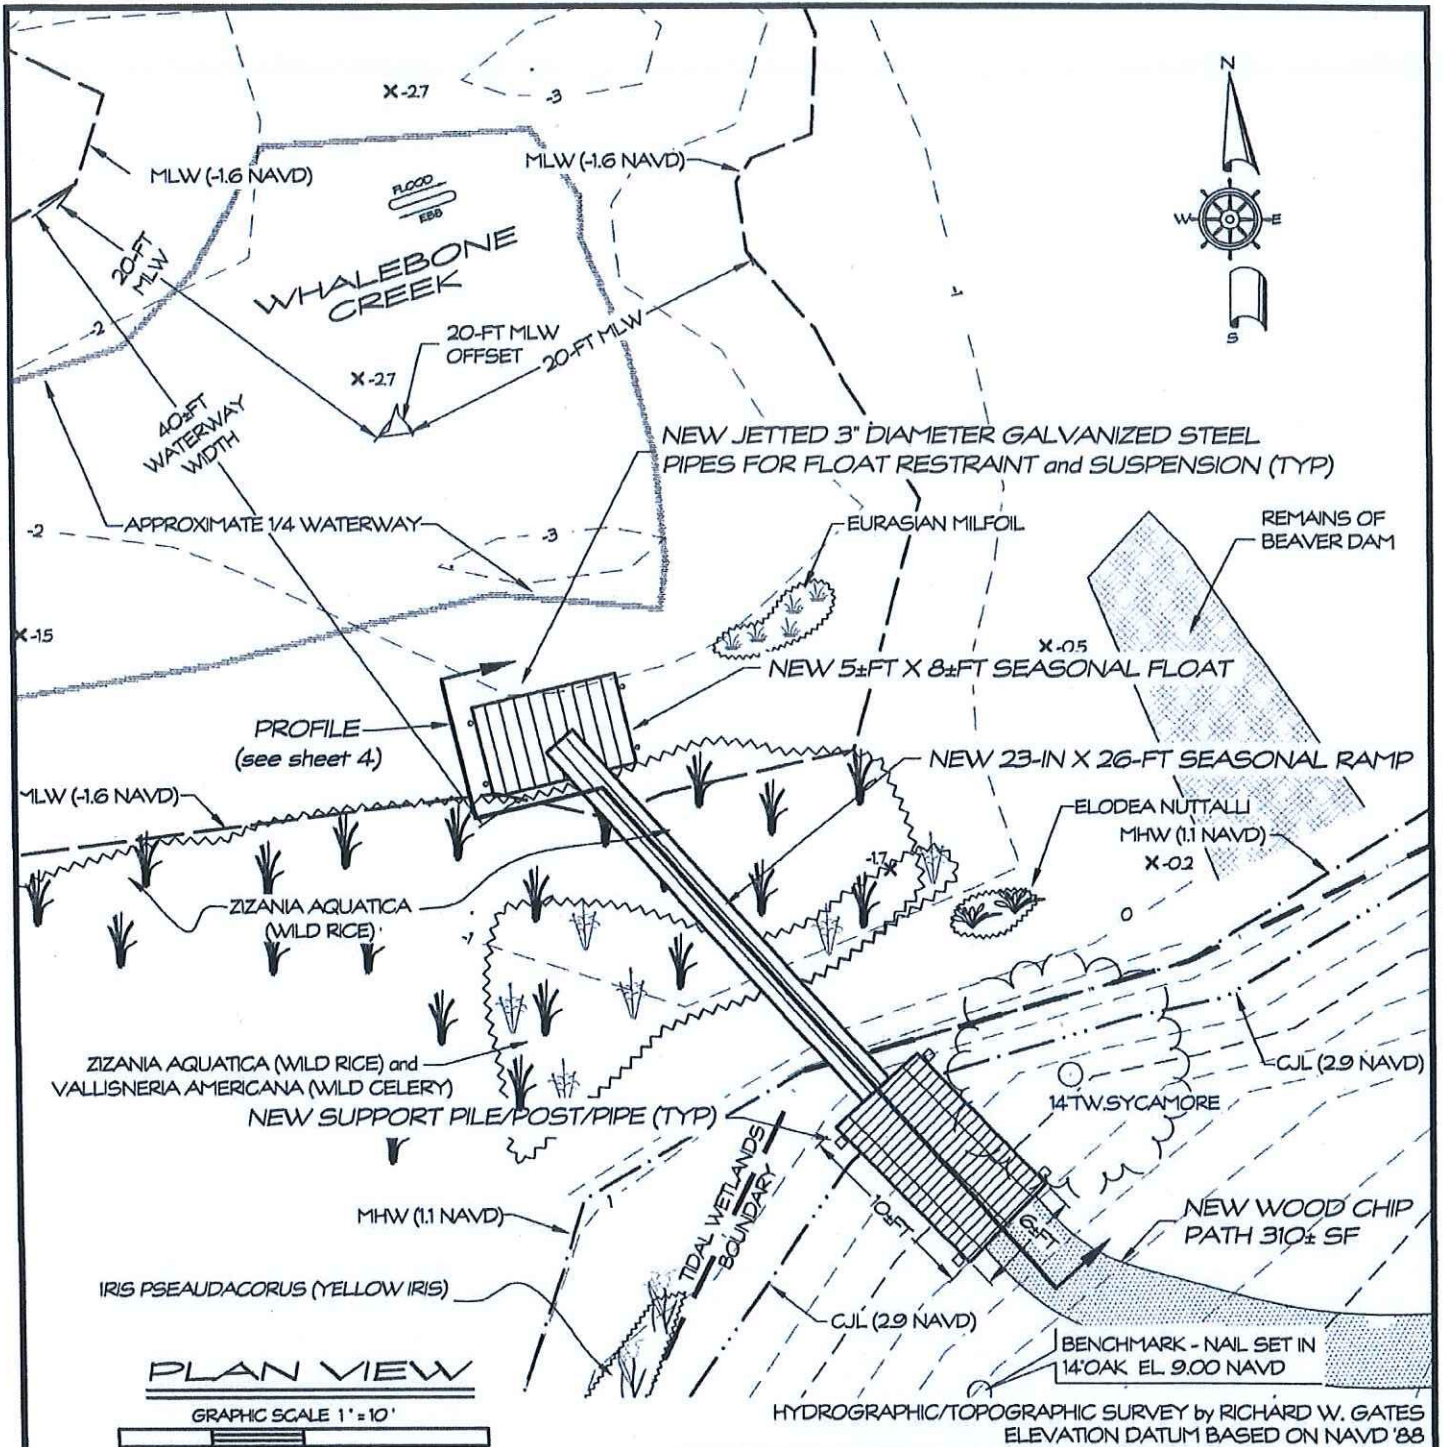 N
W
E
S
X -2.7
-3
MLW (-1.6 NAVD)
MLW (-1.6 NAVD)
FLOOD
EBB
20-FT
MLW
WHALEBONE
CREEK
20-FT MLW
OFFSET
20-FT MLW
-2
X -2.7
-1
40±FT
WATERWAY
WIDTH
NEW JETTED 3" DIAMETER GALVANIZED STEEL
PIPES FOR FLOAT RESTRAINT and SUSPENSION (TYP)
APPROXIMATE 1/4 WATERWAY
-2
-3
EURASIAN MILFOIL
REMAINS OF
BEAVER DAM
X -1.5
X -0.5
NEW 5±FT X 8±FT SEASONAL FLOAT
PROFILE
(see sheet 4)
NEW 23-IN X 26-FT SEASONAL RAMP
MLW (-1.6 NAVD)
ELODEA NUTTALLI
MHW (1.1 NAVD)
-1.7
X -0.2
ZIZANIA AQUATICA
(WILD RICE)
0
-1
ZIZANIA AQUATICA (WILD RICE) and
VALLISNERIA AMERICANA (WILD CELERY)
CJL (2.9 NAVD)
14"TW.SYCAMORE
NEW SUPPORT PILE/POST/PIPE (TYP)
TIDAL WETLANDS
BOUNDARY
MHW (1.1 NAVD)
1
10±FT
6±FT
NEW WOOD CHIP
PATH 310± SF
IRIS PSEAUDACORUS (YELLOW IRIS)
CJL (2.9 NAVD)
BENCHMARK - NAIL SET IN
14"OAK EL 9.00 NAVD
PLAN VIEW
GRAPHIC SCALE 1" = 10'
HYDROGRAPHIC/TOPOGRAPHIC SURVEY by RICHARD W. GATES
ELEVATION DATUM BASED ON NAVD '88